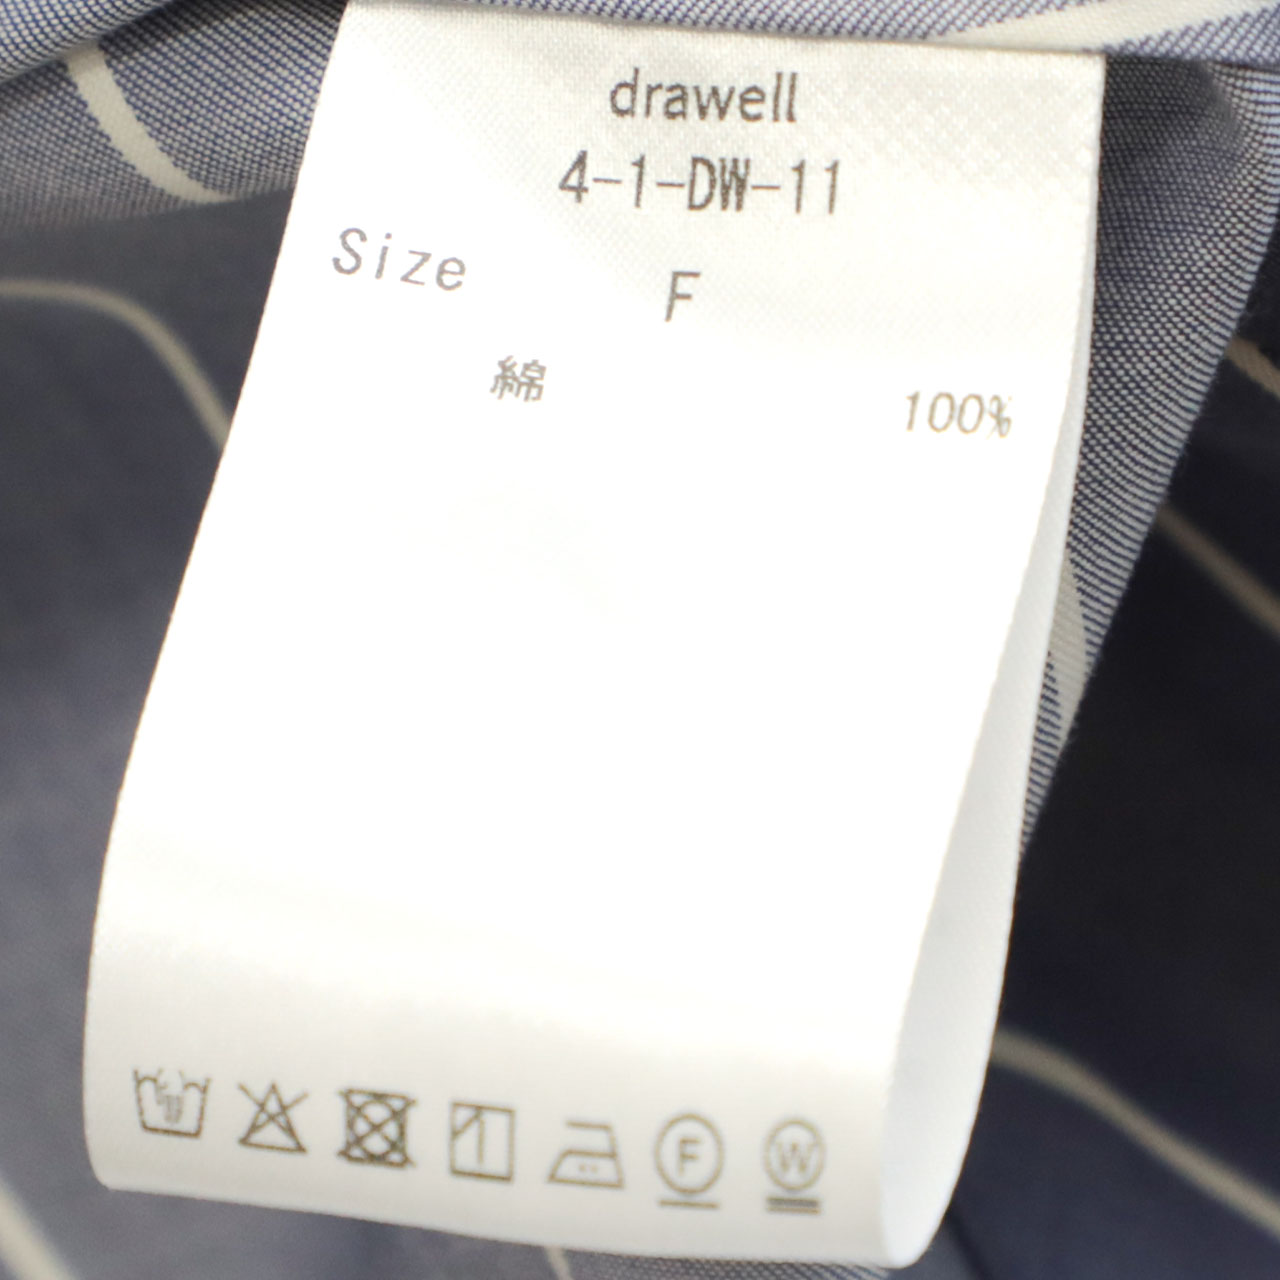 drawell
4-1-DW-11
Size F
綿 100%
F W